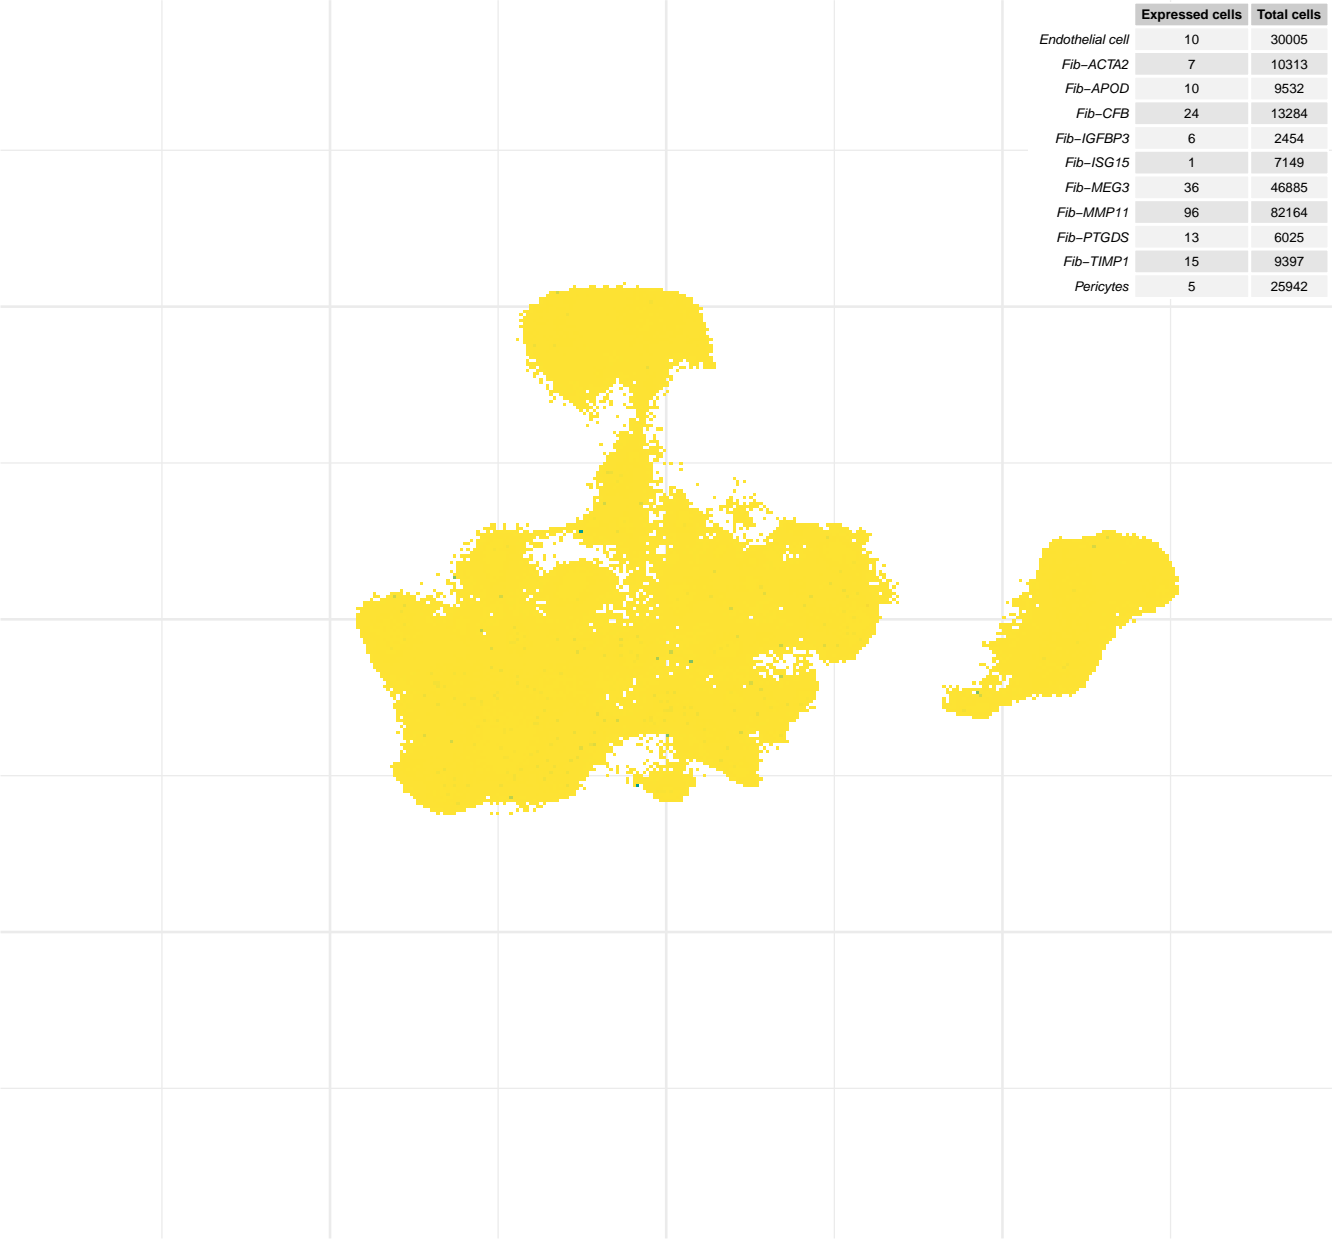 Expressed cells Total cells
Endothelial cell 10 30005
Fib−ACTA2 7 10313
Fib−APOD 10 9532
Fib−CFB 24 13284
Fib−IGFBP3 6 2454
Fib−ISG15 1 7149
Fib−MEG3 36 46885
Fib−MMP11 96 82164
Fib−PTGDS 13 6025
Fib−TIMP1 15 9397
Pericytes 5 25942